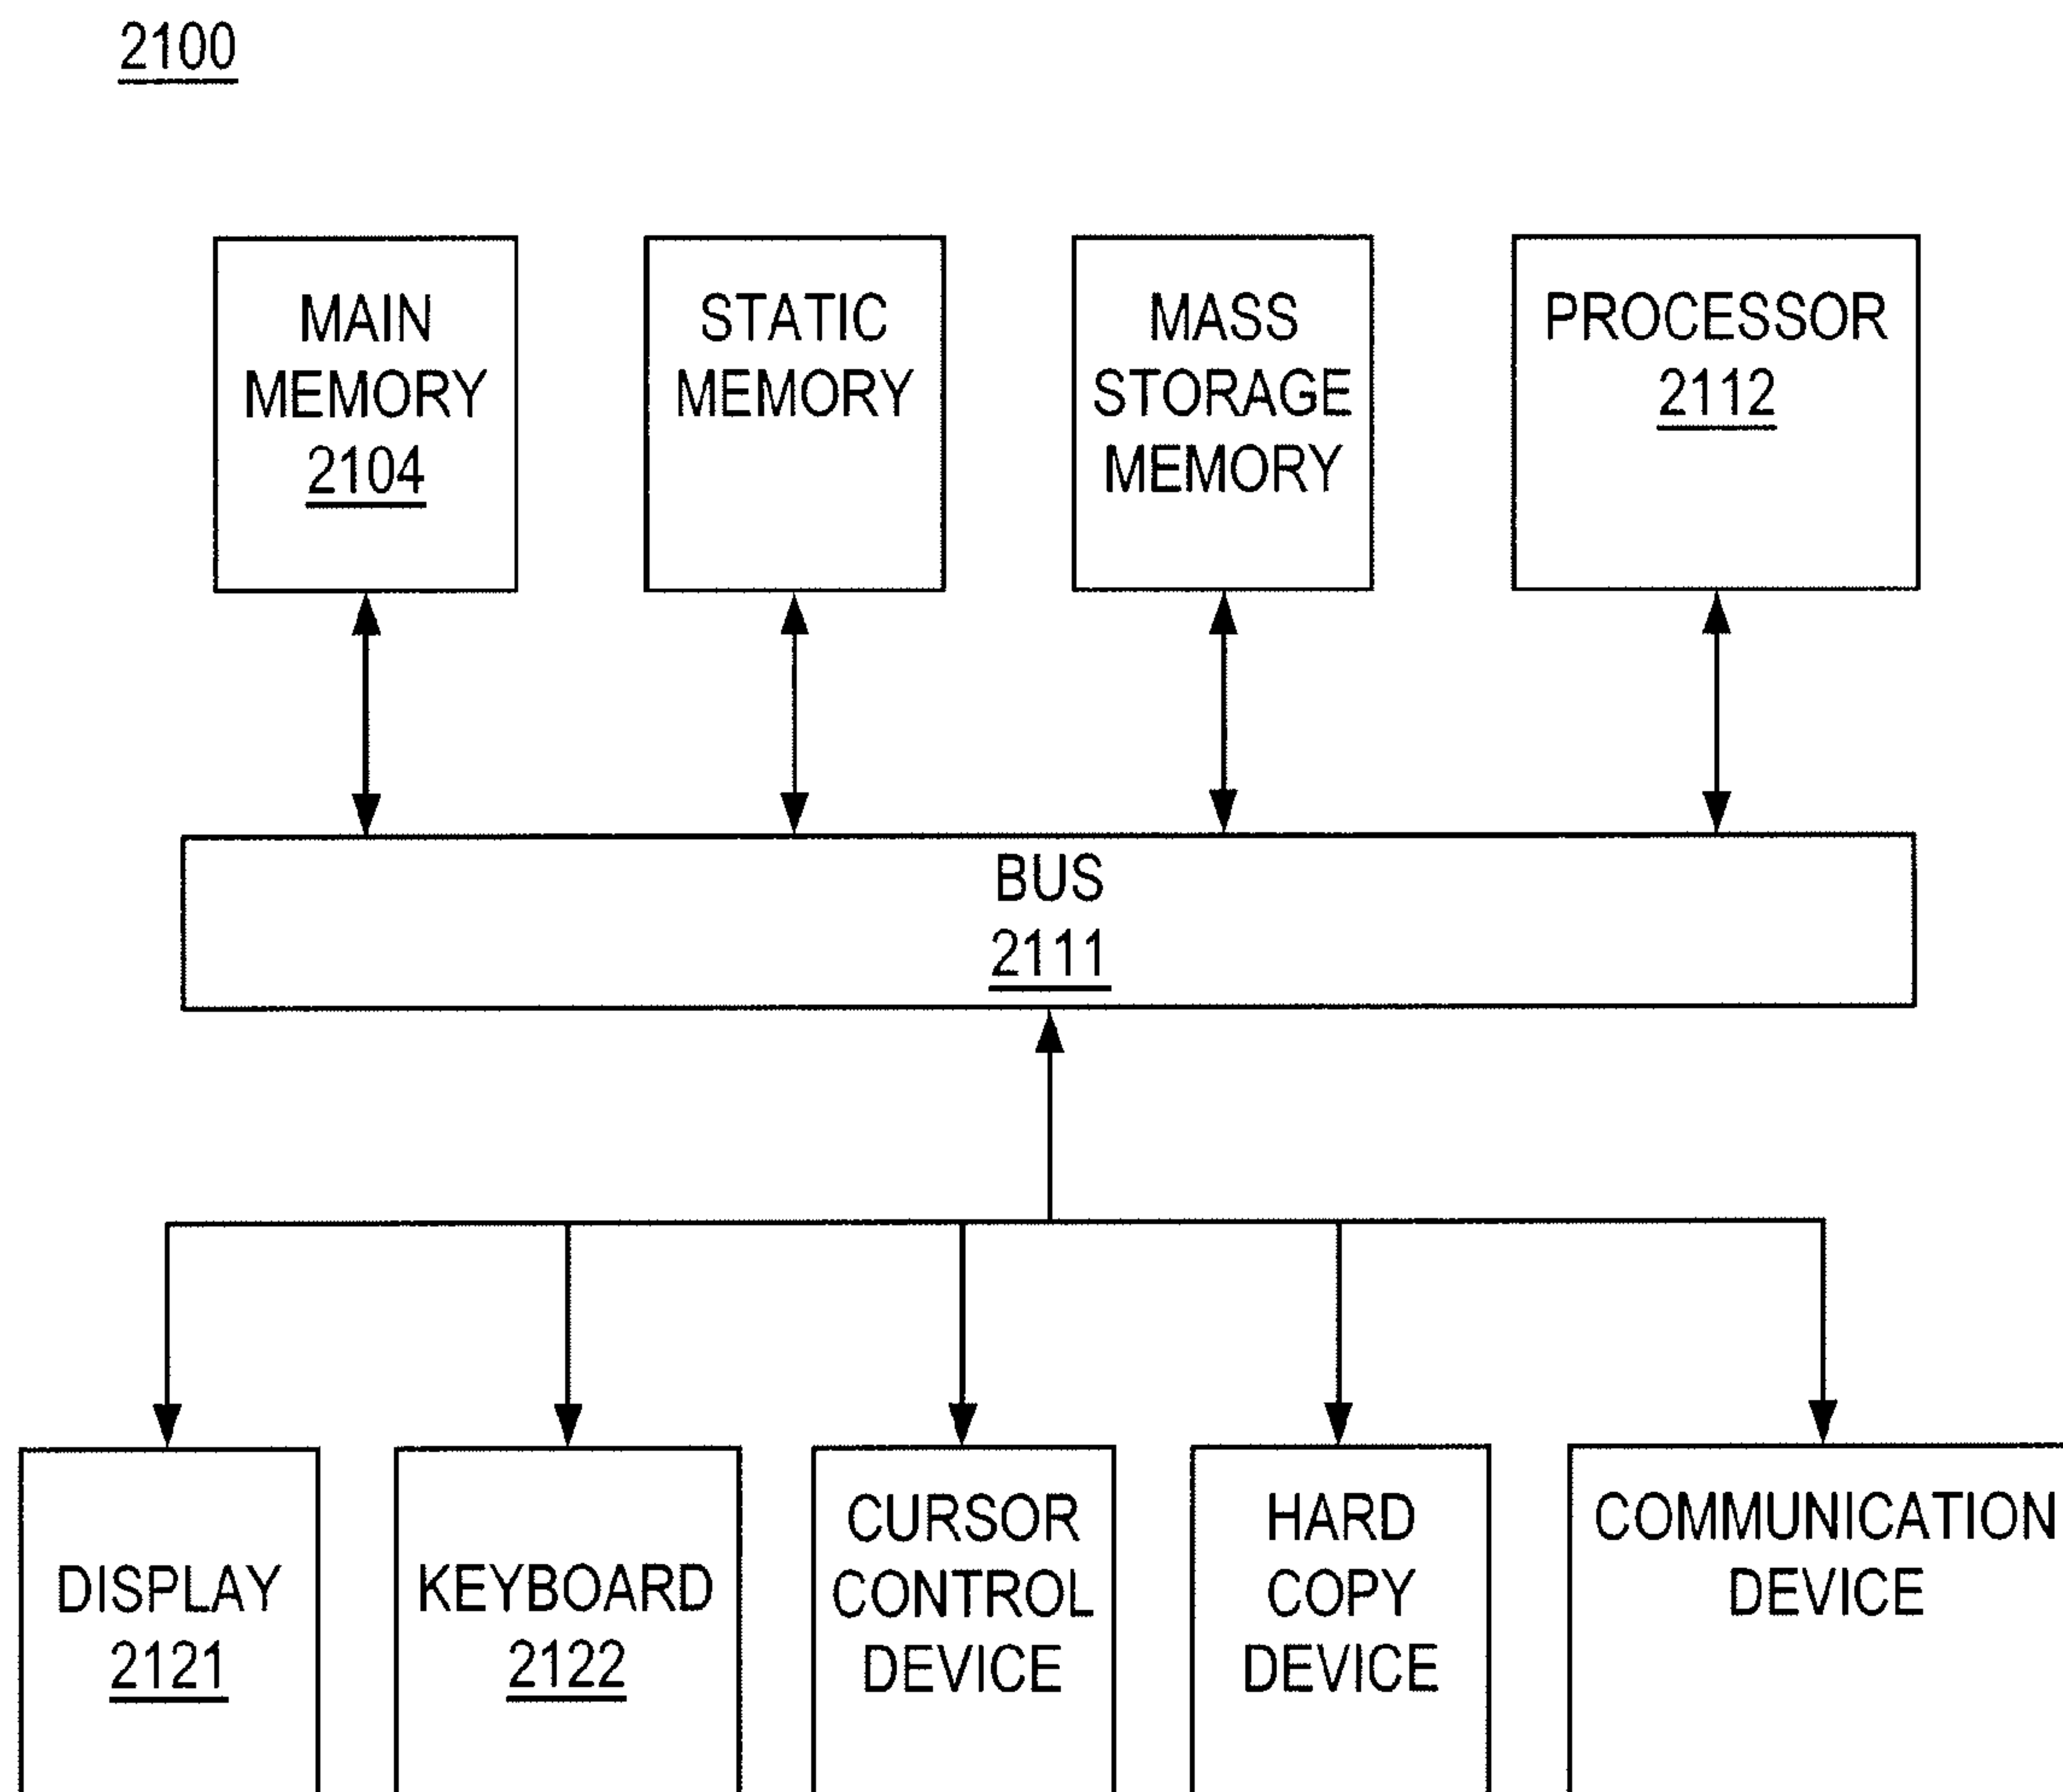 2100
MAIN
MEMORY
2104
STATIC
MEMORY
MASS
STORAGE
MEMORY
PROCESSOR
2112
BUS
2111
DISPLAY
2121
KEYBOARD
2122
CURSOR
CONTROL
DEVICE
HARD
COPY
DEVICE
COMMUNICATION
DEVICE